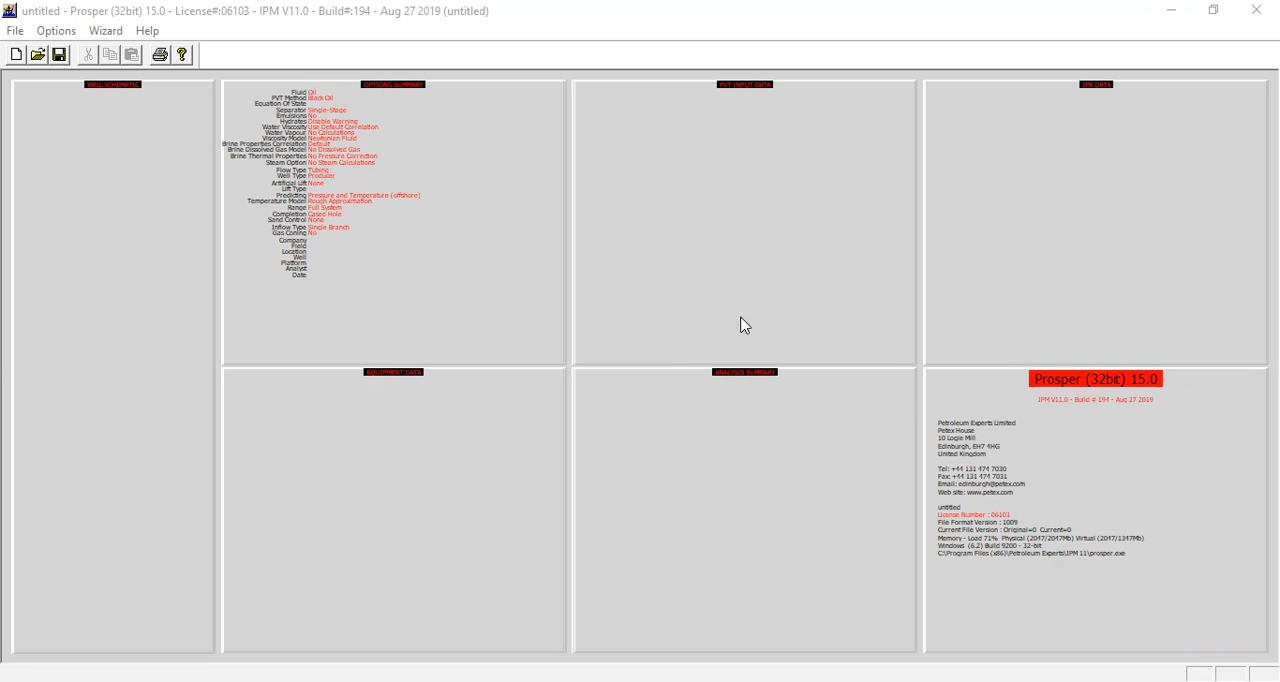 untitled - Prosper (32bit) 15.0 - License#:06103 - IPM V11.0 - Build#:194 - Aug 27 2019 (untitled)
File Options Wizard Help
WELL SCHEMATIC
OPTIONS SUMMARY
Fluid Oil
PVT Method Black Oil
Equation Of State
Separator Single-Stage
Emulsions No
Hydrates Disable Warning
Water Viscosity Use Default Correlation
Water Vapour No Calculations
Viscosity Model Newtonian Fluid
Brine Properties Correlation Default
Brine Dissolved Gas Model No Dissolved Gas
Brine Thermal Properties No Pressure Correction
Steam Option No Steam Calculations
Flow Type Tubing
Well Type Producer
Artificial Lift None
Lift Type
Predicting Pressure and Temperature (offshore)
Temperature Model Rough Approximation
Range Full System
Completion Cased Hole
Sand Control None
Inflow Type Single Branch
Gas Coning No
Company
Field
Location
Well
Platform
Analyst
Date
PVT INPUT DATA
IPR DATA
EQUIPMENT DATA
ANALYSIS SUMMARY
Prosper (32bit) 15.0
IPM V11.0 - Build # 194 - Aug 27 2019
Petroleum Experts Limited
Petex House
10 Logie Mill
Edinburgh, EH7 4HG
United Kingdom
Tel: +44 131 474 7030
Fax: +44 131 474 7031
Email: edinburgh@petex.com
Web site: www.petex.com
untitled
License Number : 06103
File Format Version : 1009
Current File Version : Original=0 Current=0
Memory - Load 71% Physical (2047/2047Mb) Virtual (2047/1347Mb)
Windows (6.2) Build 9200 - 32-bit
C:\Program Files (x86)\Petroleum Experts\IPM 11\prosper.exe